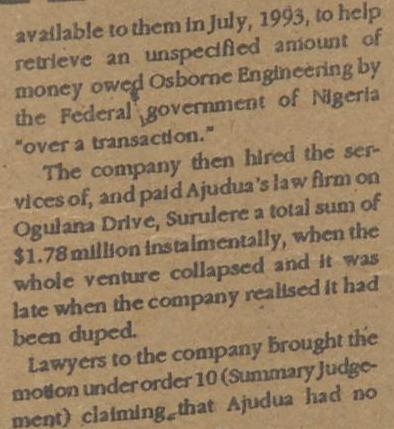 available to them in July, 1993, to help
retrieve an unspecified amount of
money owed Osborne Engineering by
the Federal government of Nigeria
"over a transaction."
The company then hired the ser-
vices of, and paid Ajudua's law firm on
Ogulana Drive, Surulere a total sum of
$1.78 million instalmentally, when the
whole venture collapsed and it was
late when the company realised it had
been duped.
Lawyers to the company brought the
motion under order 10 (Summary Judge-
ment) claiming that Ajudua had no